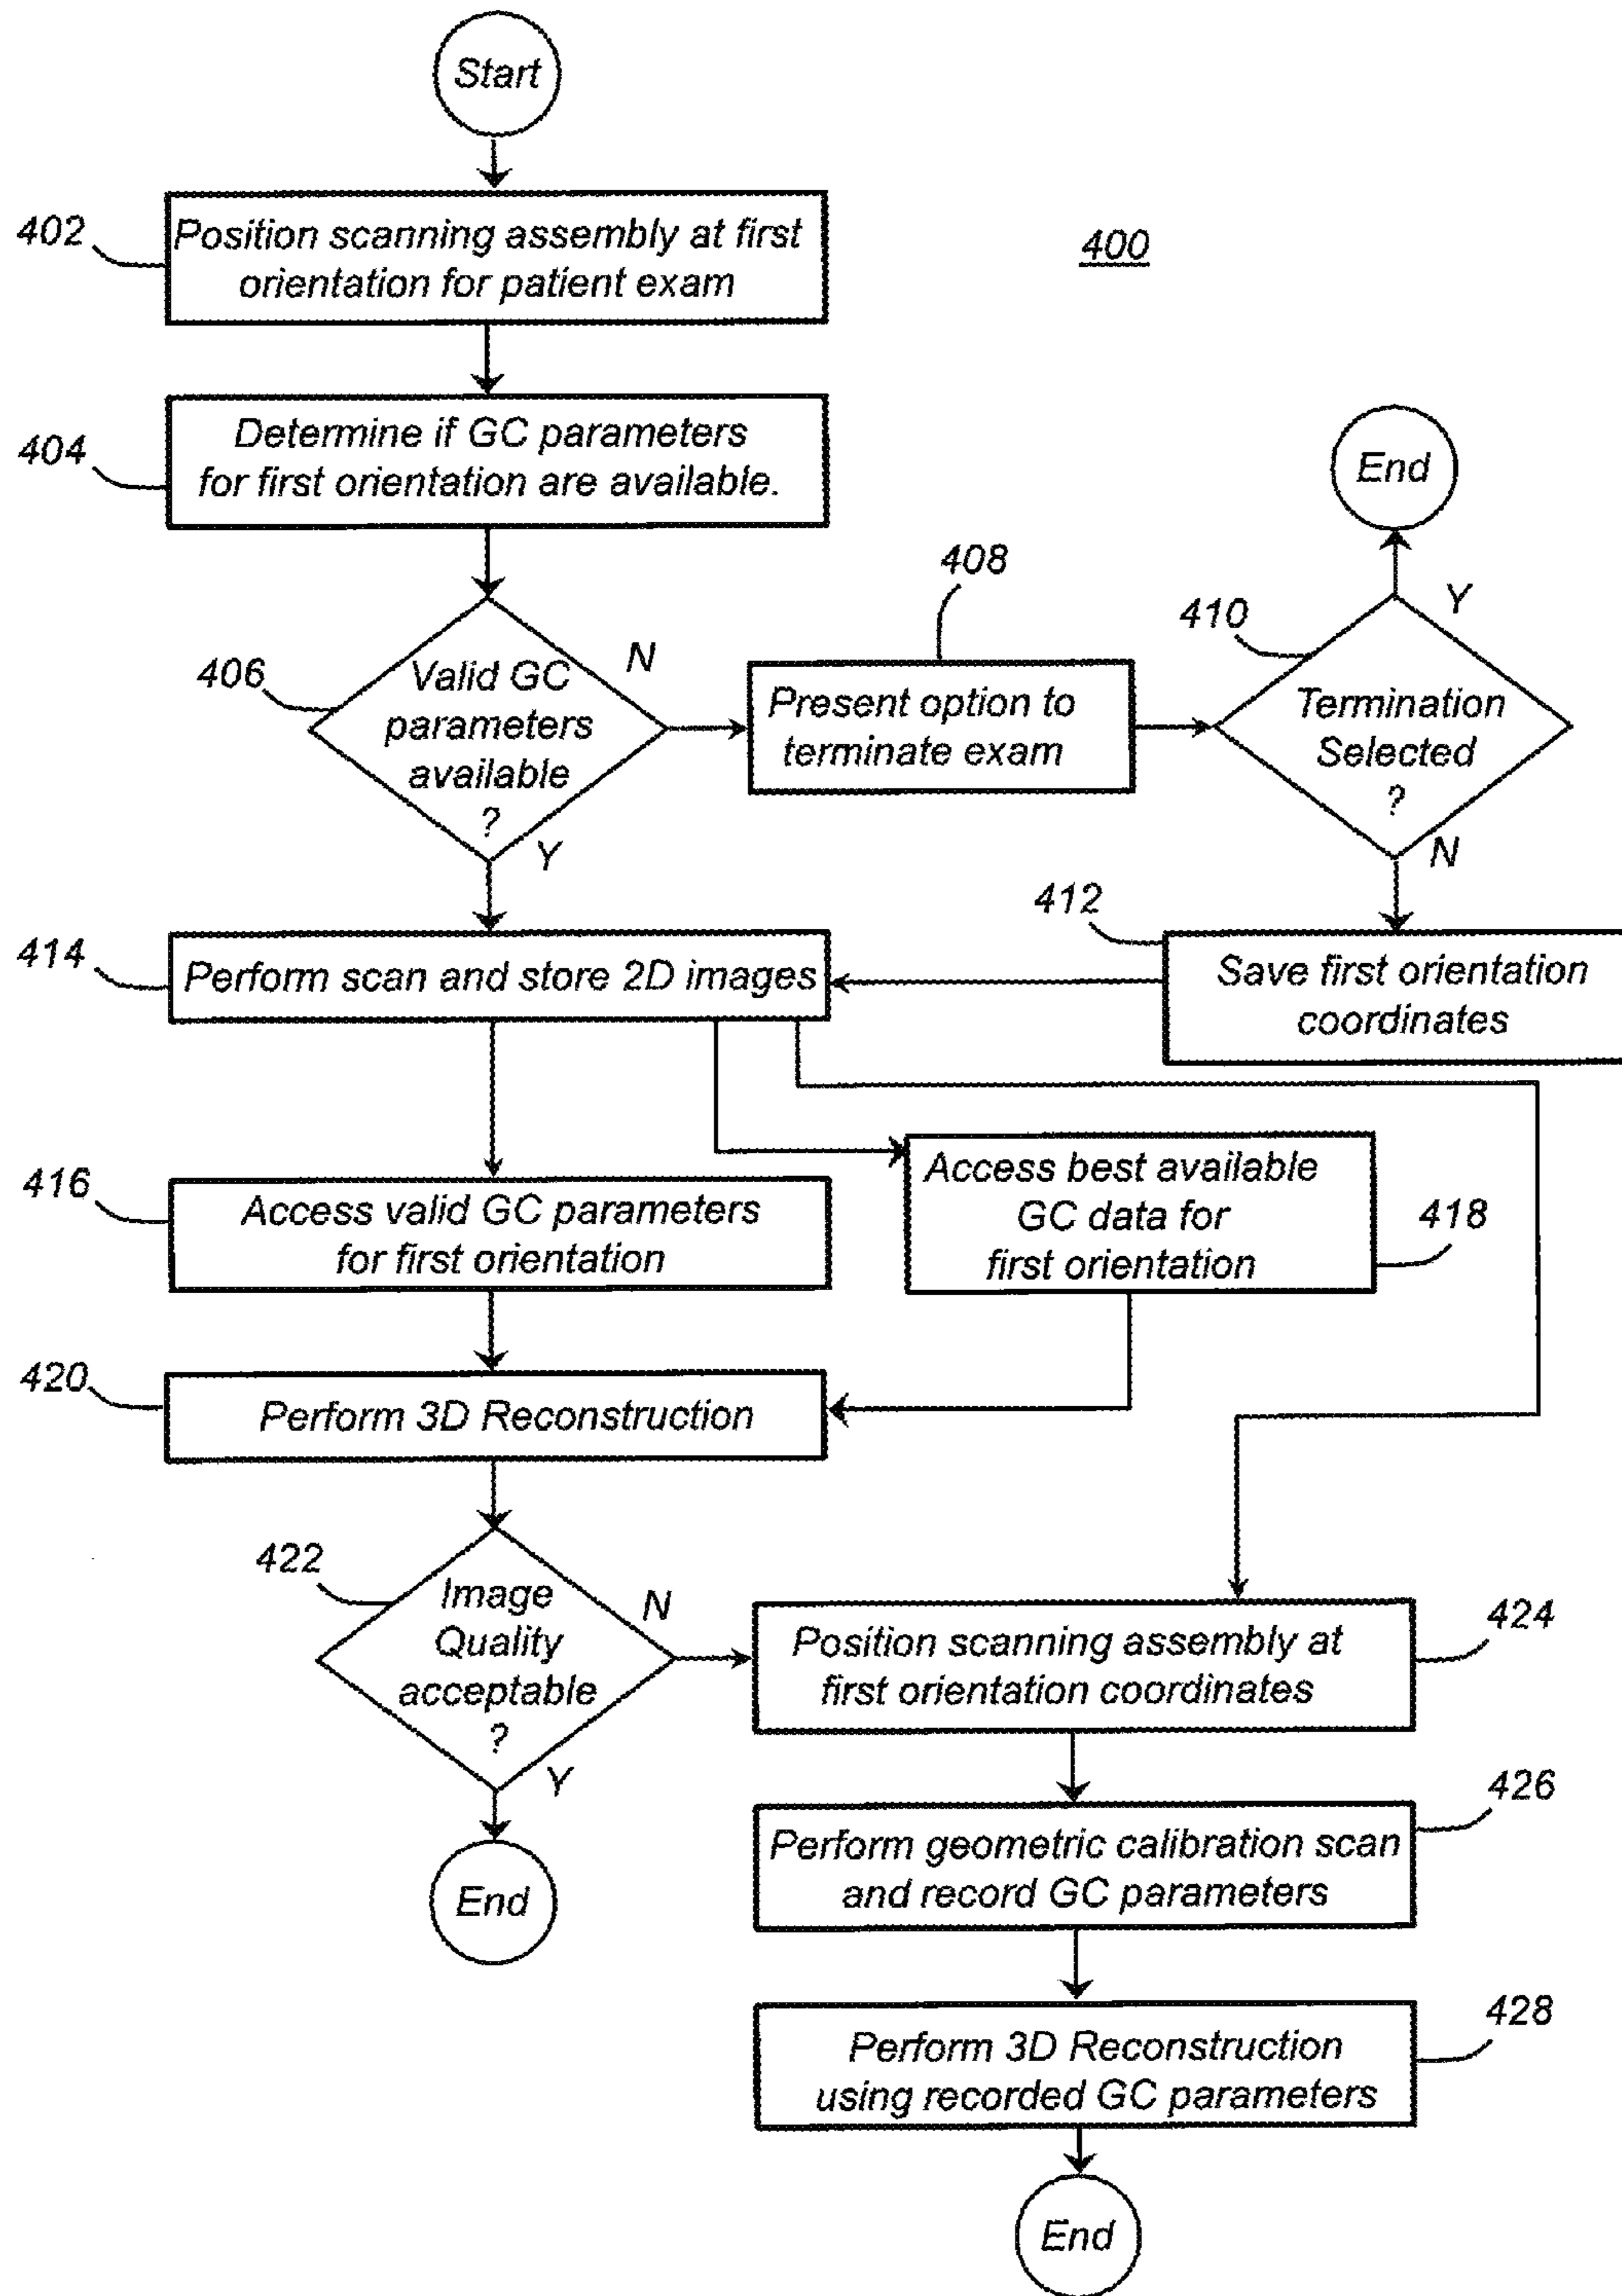 Start
402
Position scanning assembly at first
orientation for patient exam
400
404
Determine if GC parameters
for first orientation are available.
End
408
406
Valid GC
parameters
available
?
N
Y
Present option to
terminate exam
410
Termination
Selected
?
Y
N
412
Save first orientation
coordinates
414
Perform scan and store 2D images
416
Access valid GC parameters
for first orientation
Access best available
GC data for
first orientation
418
420
Perform 3D Reconstruction
422
Image
Quality
acceptable
?
N
Y
End
Position scanning assembly at
first orientation coordinates
424
Perform geometric calibration scan
and record GC parameters
426
Perform 3D Reconstruction
using recorded GC parameters
428
End